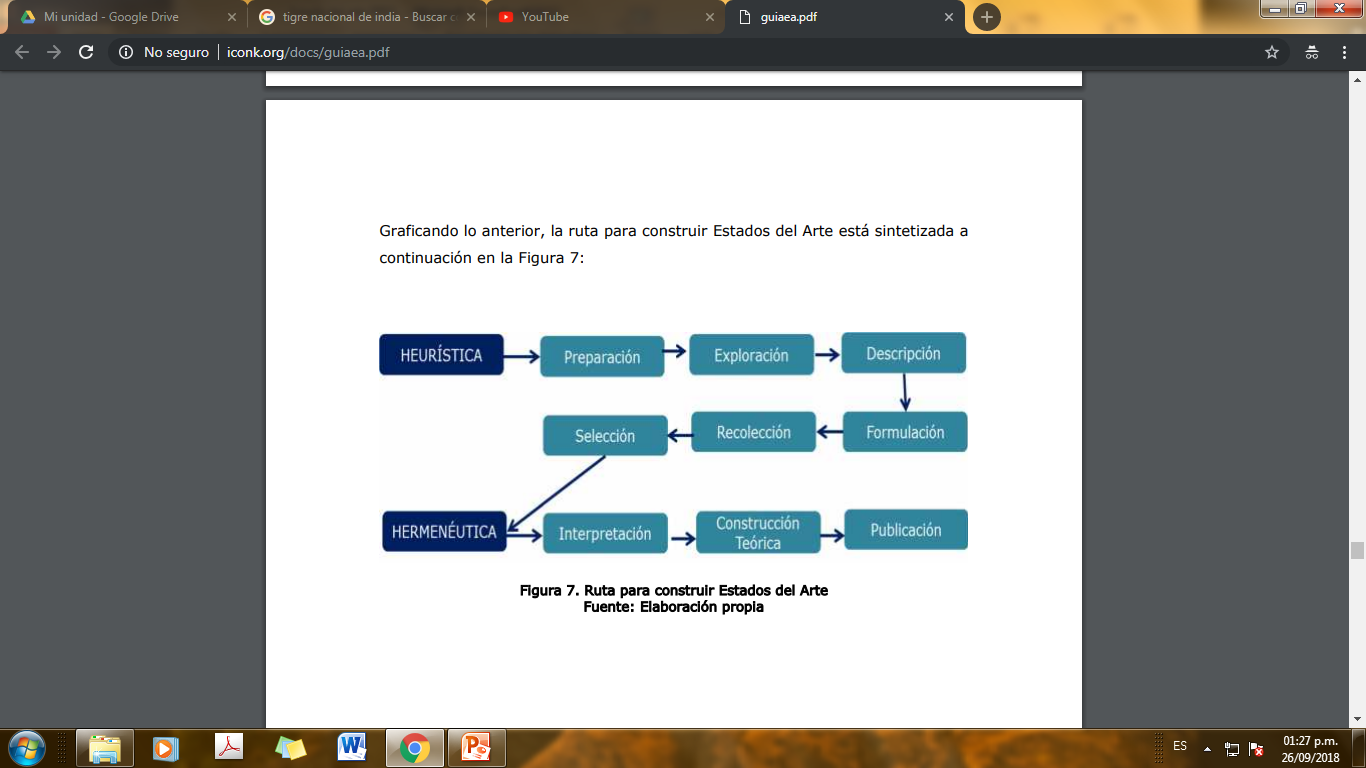 Mi unidad - Google Drive
tigre nacional de india - Buscar c
YouTube
guiaea.pdf
No seguro
iconk.org/docs/guiaea.pdf
Graficando lo anterior, la ruta para construir Estados del Arte está sintetizada a
continuación en la Figura 7:
HEURÍSTICA
Preparación
Exploración
Descripción
Selección
Recolección
Formulación
HERMENÉUTICA
Interpretación
Construcción
Teórica
Publicación
Figura 7. Ruta para construir Estados del Arte
Fuente: Elaboración propia
ES
01:27 p.m.
26/09/2018